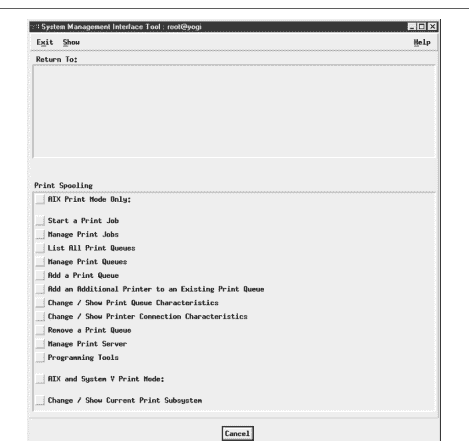 System Management Interface Tool : root@yogi
Exit Show Help
Return To:
Print Spooling
AIX Print Mode Only:
Start a Print Job
Manage Print Jobs
List All Print Queues
Manage Print Queues
Add a Print Queue
Add an Additional Printer to an Existing Print Queue
Change / Show Print Queue Characteristics
Change / Show Printer Connection Characteristics
Remove a Print Queue
Manage Print Server
Programming Tools
AIX and System V Print Mode:
Change / Show Current Print Subsystem
Cancel